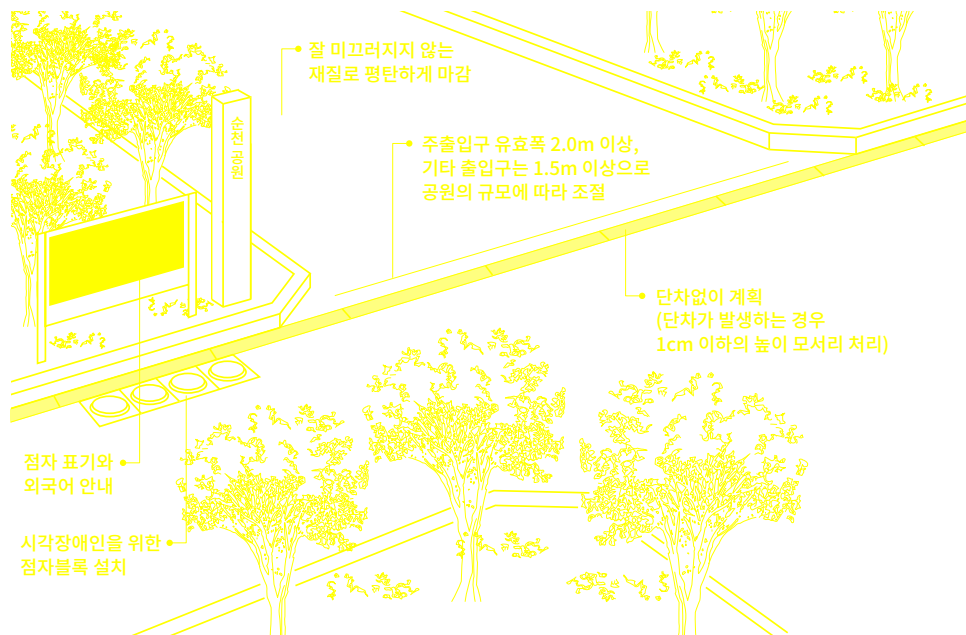 잘 미끄러지지 않는
재질로 평탄하게 마감
순천 공원
주출입구 유효폭 2.0m 이상,
기타 출입구는 1.5m 이상으로
공원의 규모에 따라 조절
단차없이 계획
(단차가 발생하는 경우
1cm 이하의 높이 모서리 처리)
점자 표기와
외국어 안내
시각장애인을 위한
점자블록 설치